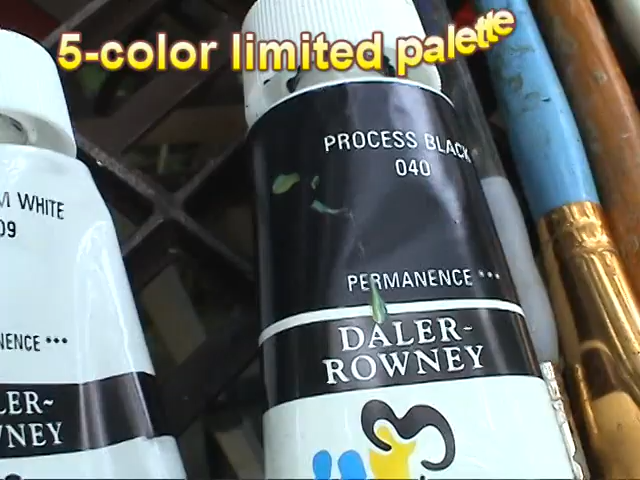 5-color limited palette
PROCESS BLACK
040
PERMANENCE •••
DALER~
ROWNEY
WHITE
09
NENCE •••
LER~
WNEY